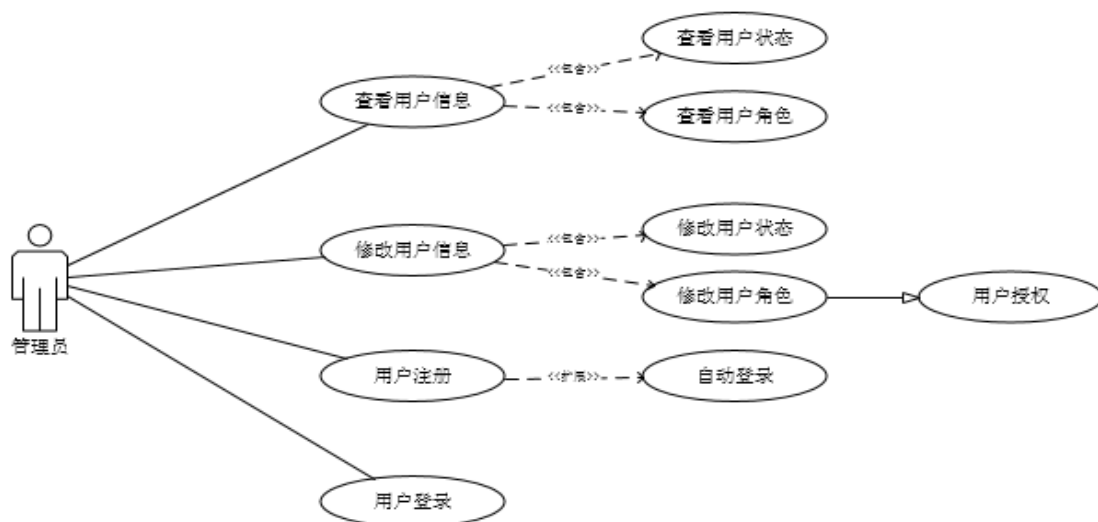 查看用户状态
<<包含>>
查看用户信息
<<包含>>
查看用户角色
修改用户状态
<<包含>>
修改用户信息
<<包含>>
修改用户角色
用户授权
管理员
用户注册
<<扩展>>
自动登录
用户登录